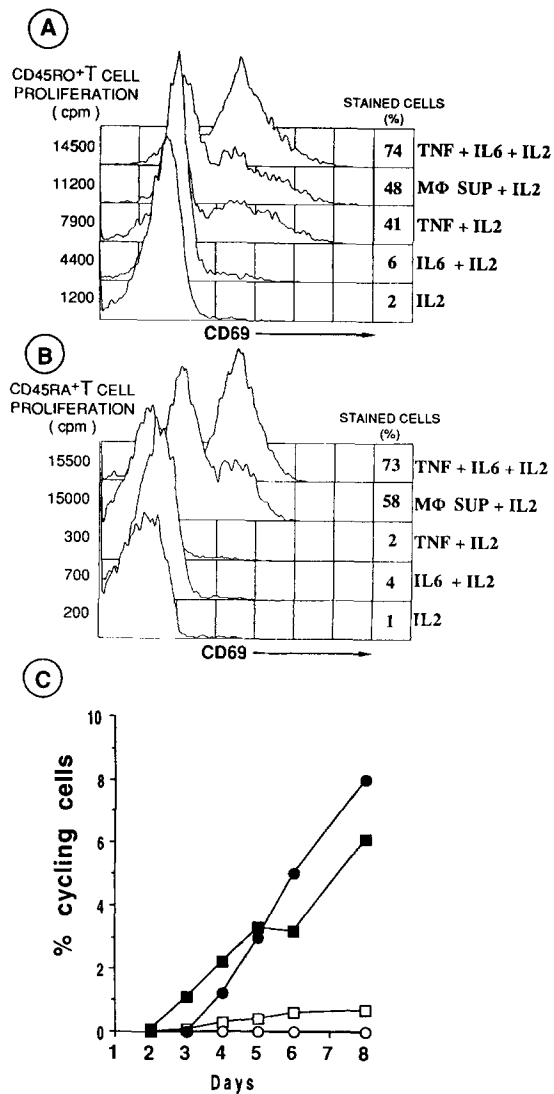 A
CD45RO+T CELL
PROLIFERATION
( cpm )
STAINED CELLS
(%)
14500 74 TNF + IL6 + IL2
11200 48 MΦ SUP + IL2
7900 41 TNF + IL2
4400 6 IL6 + IL2
1200 2 IL2
CD69
B
CD45RA+T CELL
PROLIFERATION
( cpm )
STAINED CELLS
(%)
15500 73 TNF + IL6 + IL2
15000 58 MΦ SUP + IL2
300 2 TNF + IL2
700 4 IL6 + IL2
200 1 IL2
CD69
C
% cycling cells
10
8
6
4
2
0
1 2 3 4 5 6 7 8
Days